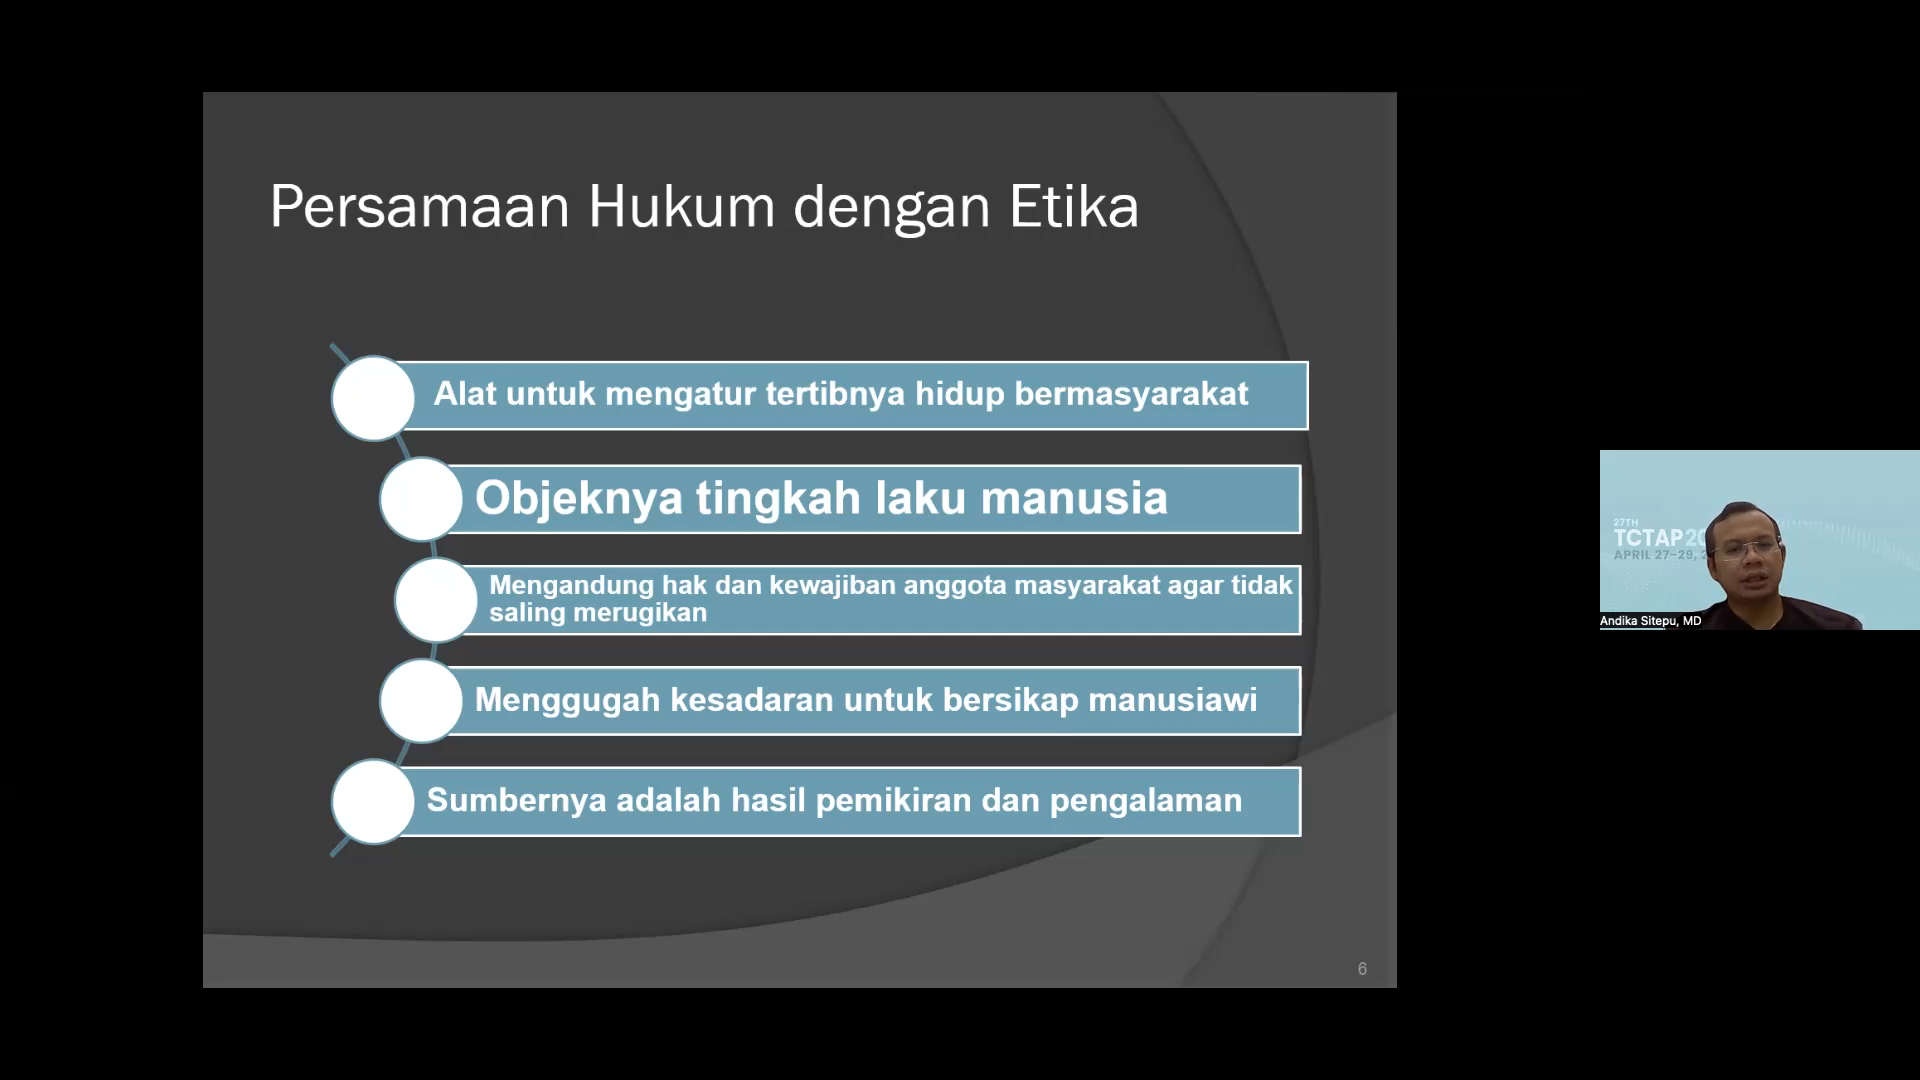 Persamaan Hukum dengan Etika
Alat untuk mengatur tertibnya hidup bermasyarakat
Objeknya tingkah laku manusia
Mengandung hak dan kewajiban anggota masyarakat agar tidak
saling merugikan
Menggugah kesadaran untuk bersikap manusiawi
Sumbernya adalah hasil pemikiran dan pengalaman
6
27TH
TCTAP20
APRIL 27-29, 2
Andika Sitepu, MD